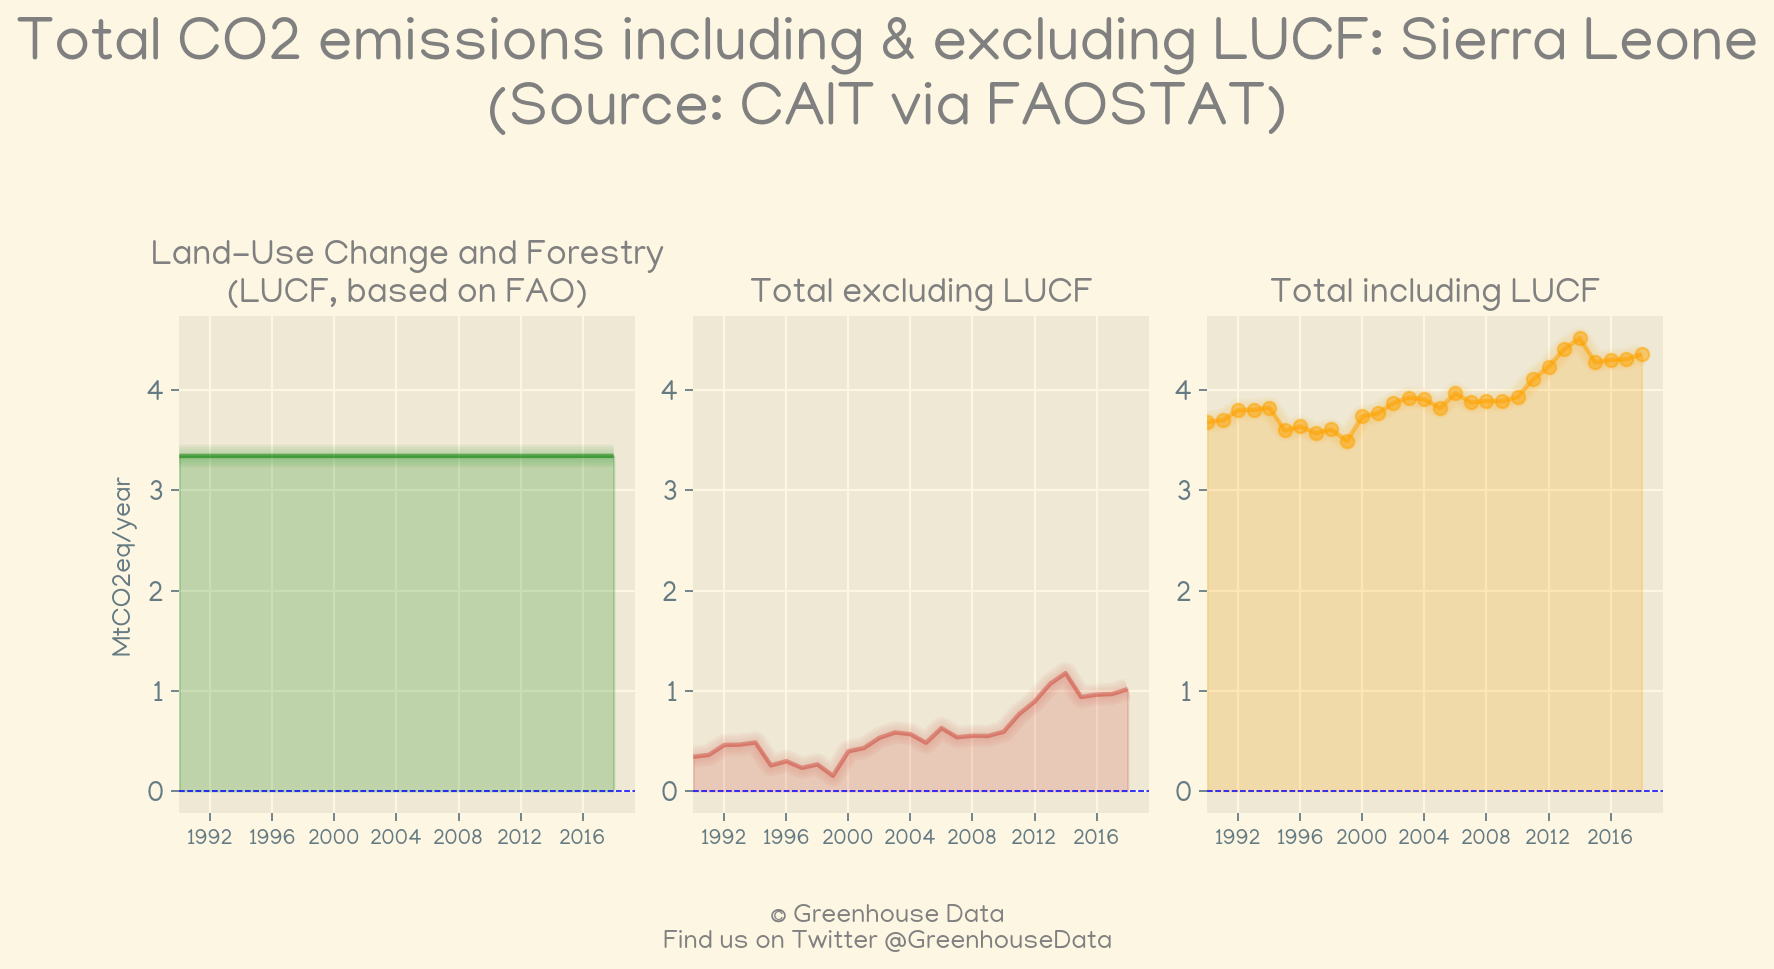 Total CO2 emissions including & excluding LUCF: Sierra Leone
(Source: CAIT via FAOSTAT)
Land-Use Change and Forestry
(LUCF, based on FAO)
Total excluding LUCF
Total including LUCF
MtCO2eq/year
4
3
2
1
0
1992 1996 2000 2004 2008 2012 2016
4
3
2
1
0
1992 1996 2000 2004 2008 2012 2016
4
3
2
1
0
1992 1996 2000 2004 2008 2012 2016
© Greenhouse Data
Find us on Twitter @GreenhouseData